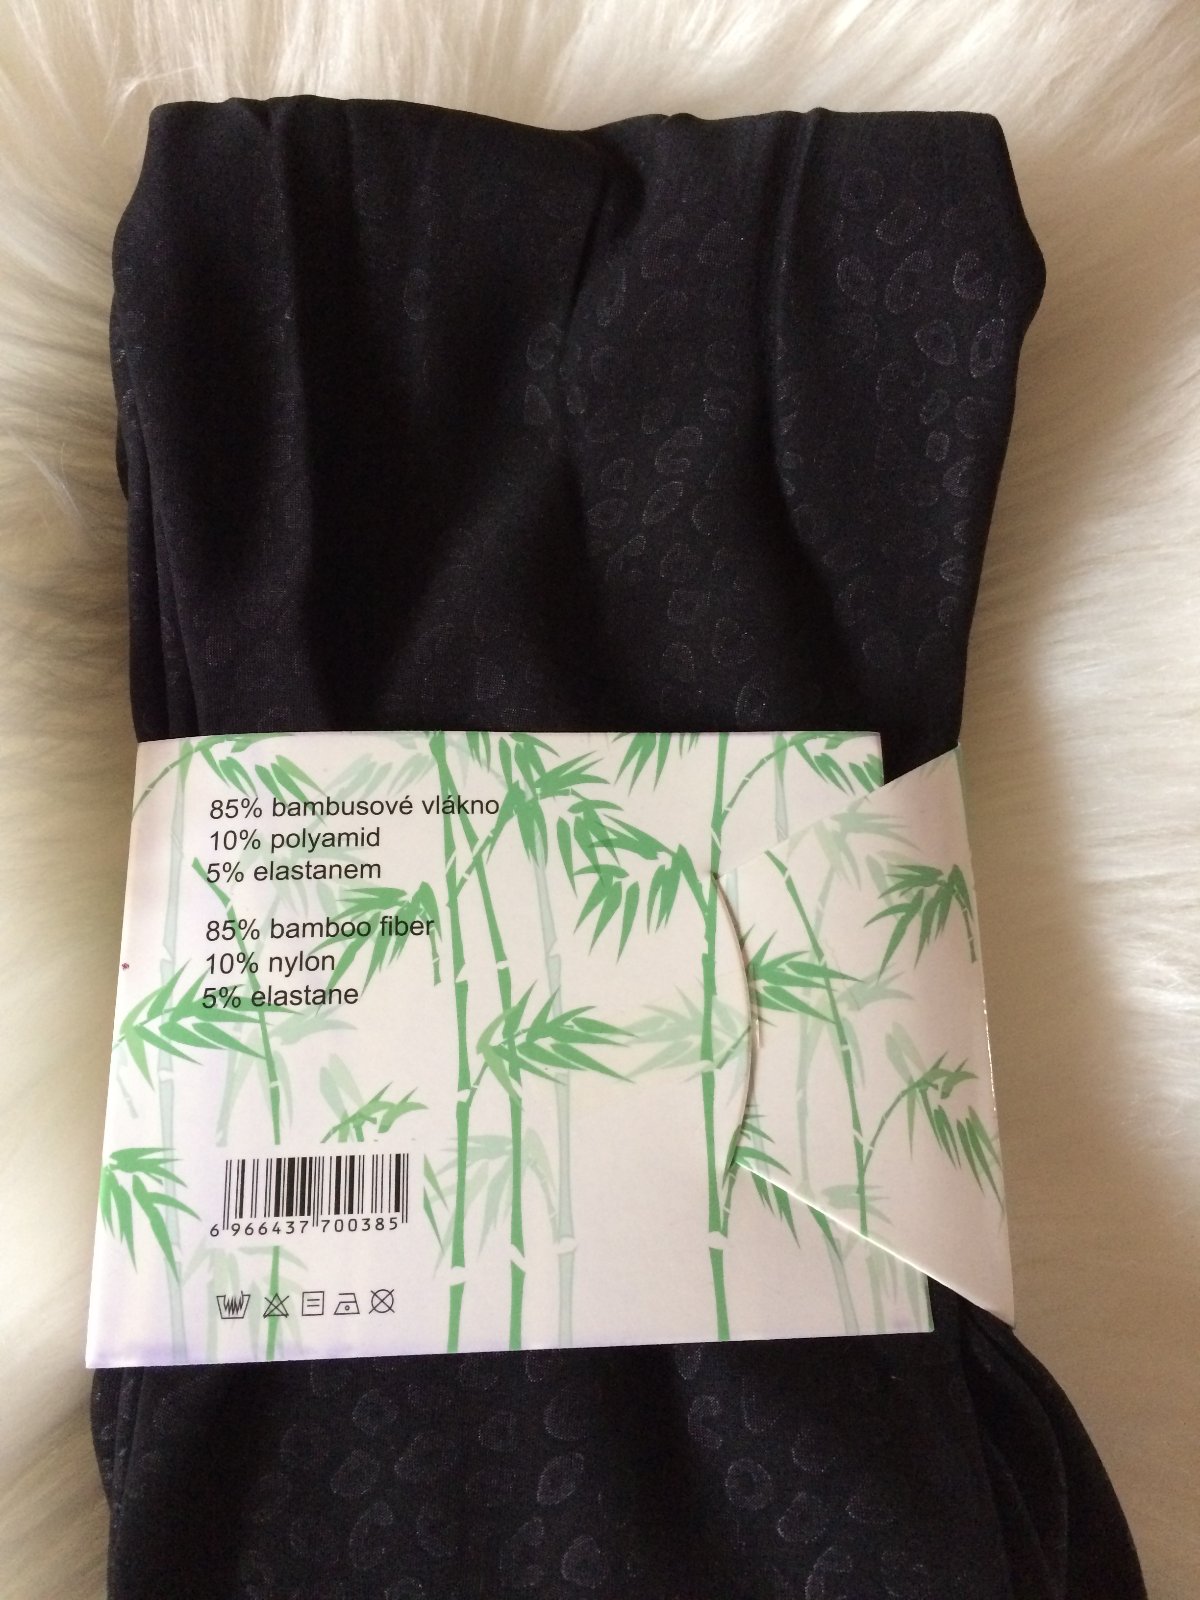 85% bambusové vlákno
10% polyamid
5% elastanem
85% bamboo fiber
10% nylon
5% elastane
6 966437 700385